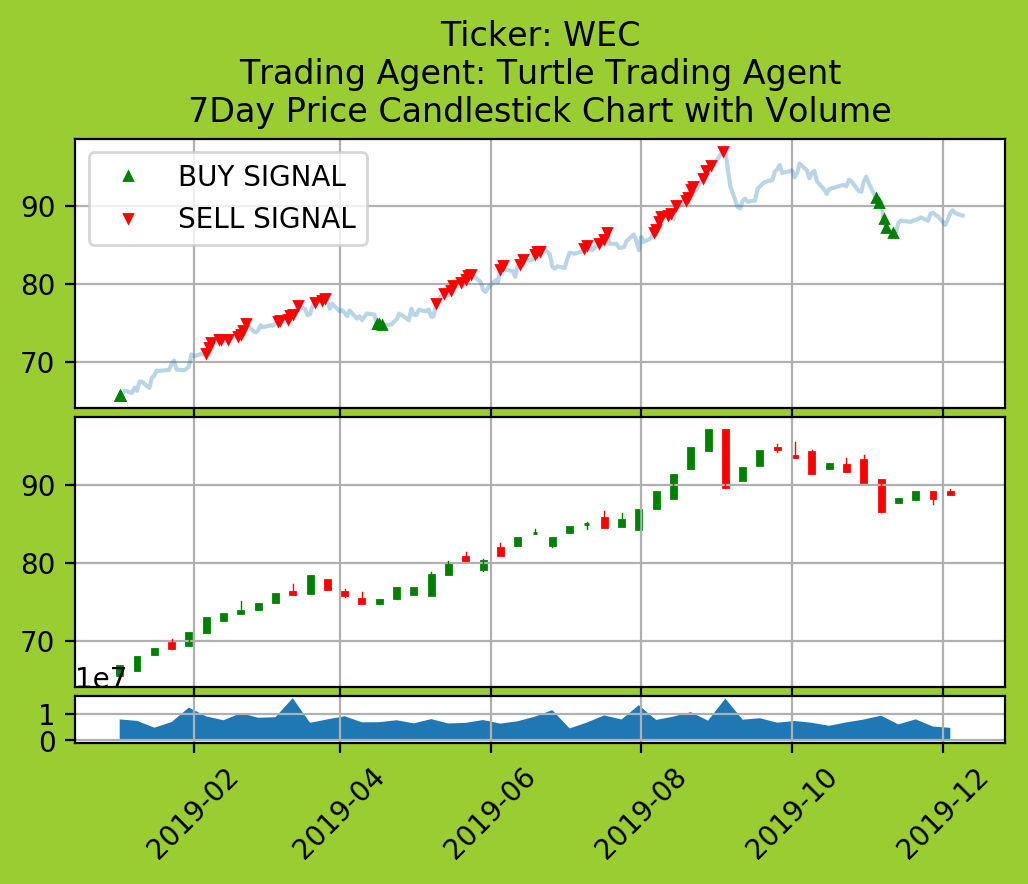 Ticker: WEC
Trading Agent: Turtle Trading Agent
7Day Price Candlestick Chart with Volume
BUY SIGNAL
SELL SIGNAL
90
80
70
90
80
70
1e7
1
0
2019-02
2019-04
2019-06
2019-08
2019-10
2019-12